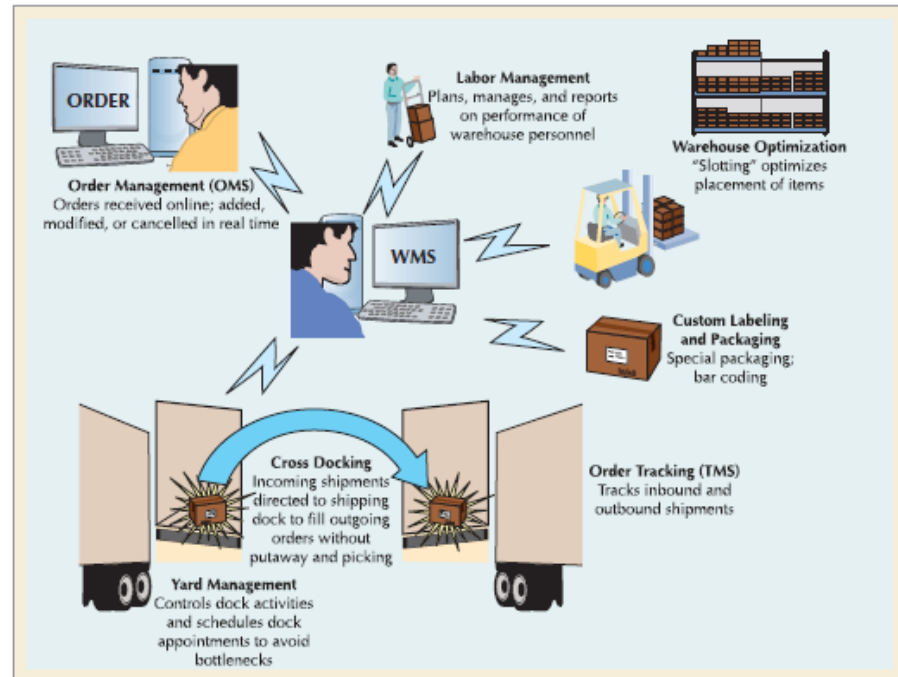 ORDER
Order Management (OMS)
Orders received online; added,
modified, or cancelled in real time
Labor Management
Plans, manages, and reports
on performance of
warehouse personnel
Warehouse Optimization
“Slotting” optimizes
placement of items
WMS
Custom Labeling
and Packaging
Special packaging;
bar coding
Cross Docking
Incoming shipments
directed to shipping
dock to fill outgoing
orders without
putaway and picking
Order Tracking (TMS)
Tracks inbound and
outbound shipments
Yard Management
Controls dock activities
and schedules dock
appointments to avoid
bottlenecks